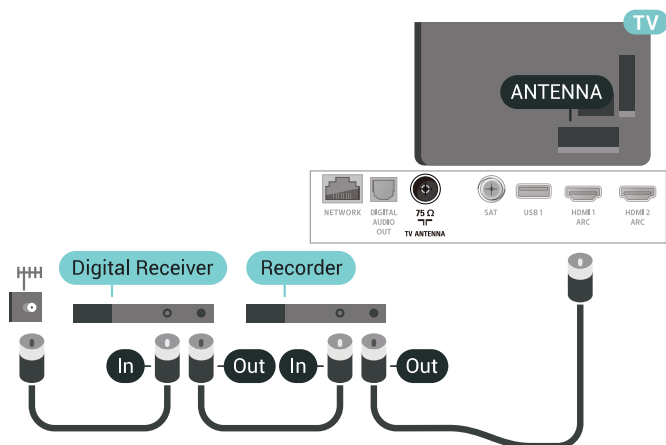 TV
ANTENNA
NETWORK
DIGITAL
AUDIO
OUT
75 Ω
TV ANTENNA
SAT
USB 1
HDMI 1
ARC
HDMI 2
ARC
Digital Receiver
Recorder
In
Out
In
Out